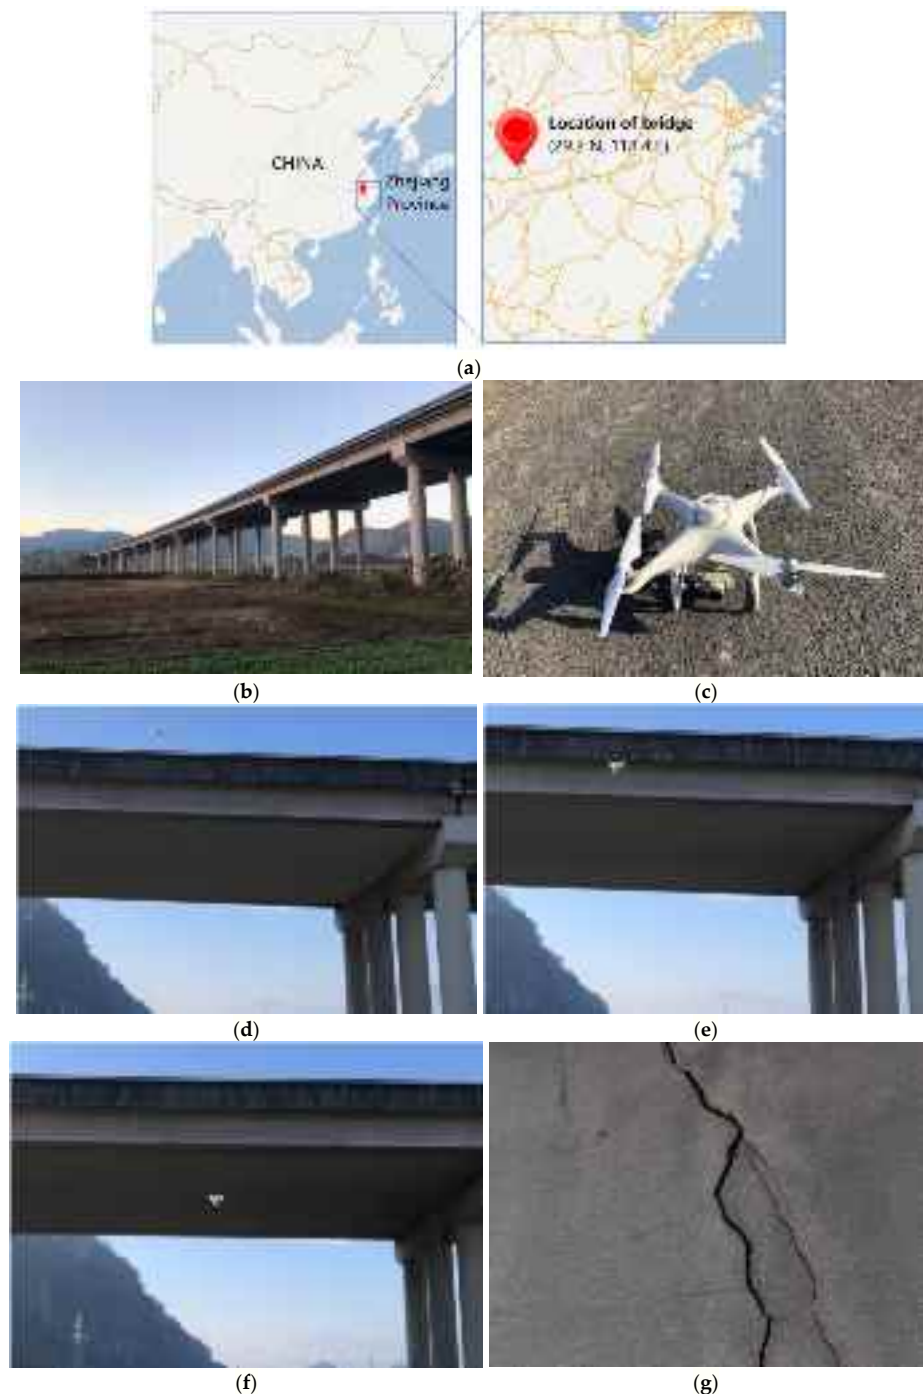 CHINA
Zhejiang
Province
Location of bridge
(a)
(b)
(c)
(d)
(e)
(f)
(g)